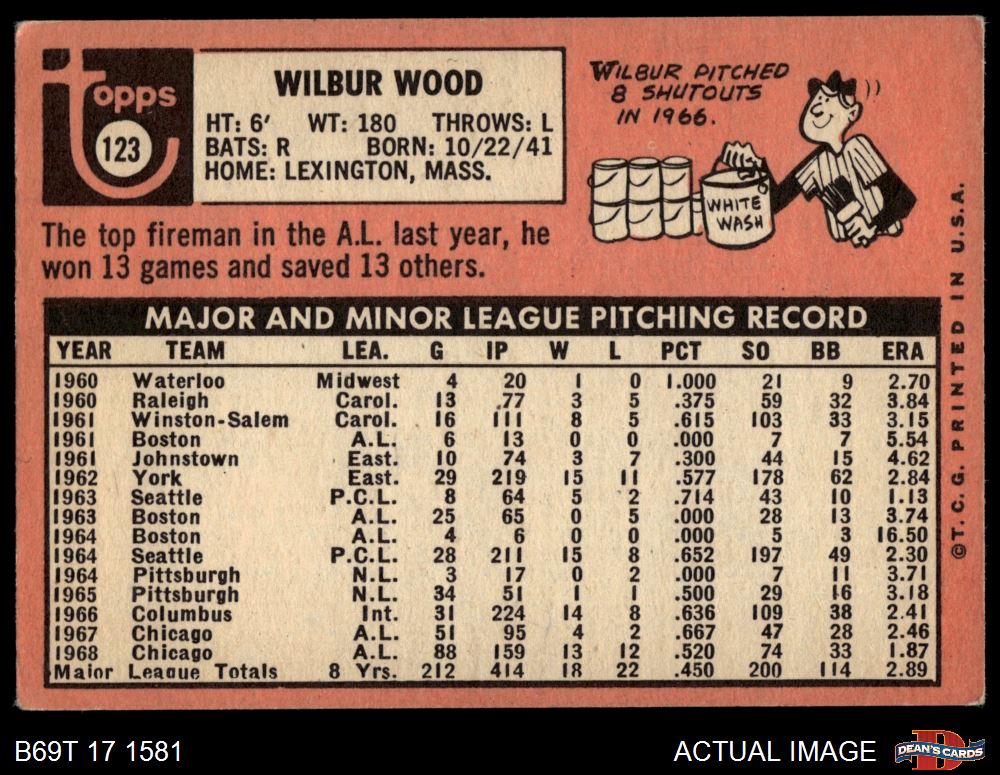 Topps
123
WILBUR WOOD
HT: 6' WT: 180 THROWS: L
BATS: R BORN: 10/22/41
HOME: LEXINGTON, MASS.
The top fireman in the A.L. last year, he
won 13 games and saved 13 others.
WILBUR PITCHED
8 SHUTOUTS
IN 1966.
WHITE
WASH
MAJOR AND MINOR LEAGUE PITCHING RECORD
YEAR TEAM LEA. G IP W L PCT SO BB ERA
1960 Waterloo Midwest 4 20 1 0 1.000 21 9 2.70
1960 Raleigh Carol. 13 .77 3 5 .375 59 32 3.84
1961 Winston-Salem Carol. 16 111 8 5 .615 103 33 3.15
1961 Boston A.L. 6 13 0 0 .000 7 7 5.54
1961 Johnstown East. 10 74 3 7 .300 44 15 4.62
1962 York East. 29 219 15 11 .577 178 62 2.84
1963 Seattle P.C.L. 8 64 5 2 .714 43 10 1.13
1963 Boston A.L. 25 65 0 5 .000 28 13 3.74
1964 Boston A.L. 4 6 0 0 .000 5 3 16.50
1964 Seattle P.C.L. 28 211 15 8 .652 197 49 2.30
1964 Pittsburgh N.L. 3 17 0 2 .000 7 11 3.71
1965 Pittsburgh N.L. 34 51 1 1 .500 29 16 3.18
1966 Columbus Int. 31 224 14 8 .636 109 38 2.41
1967 Chicago A.L. 51 95 4 2 .667 47 28 2.46
1968 Chicago A.L. 88 159 13 12 .520 74 33 1.87
Major League Totals 8 Yrs. 212 414 18 22 .450 200 114 2.89
©T.C.G. PRINTED IN U.S.A.
B69T 17 1581
ACTUAL IMAGE
D
DEAN'S CARDS